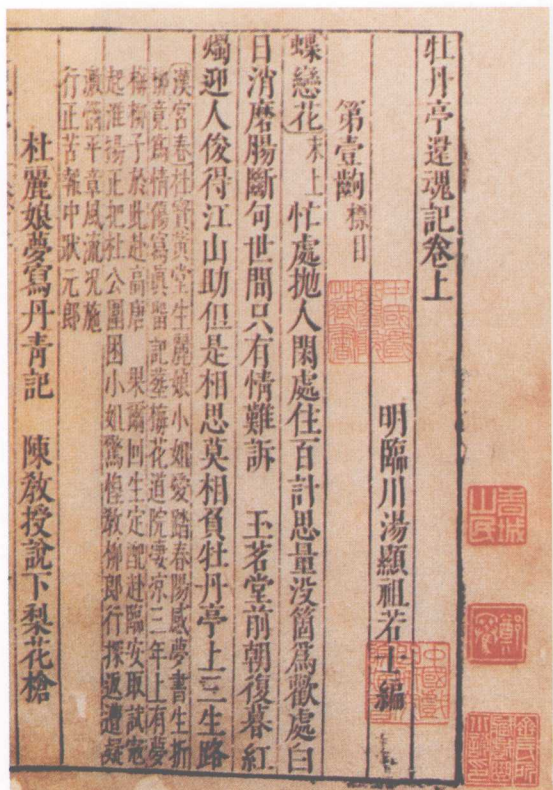 牡丹亭還魂記卷上
明臨川湯顯祖若士編
第壹齣 標目
蝶戀花 末上 忙處拋人閑處住百計思量没箇爲歡處白
日消磨腸斷句世間只有情難訴 玉茗堂前朝復暮紅
燭迎人俊得江山助但是相思莫相負牡丹亭上三生路
漢宮春杜寶黃堂生麗娘小姐愛踏春陽感夢書生折
柳竟爲情傷寫眞留記葬梅花道院凄凉三年上有夢
梅柳子於此赴高唐 果爾回生定配赴臨安取試寇
起淮揚正把杜公圍困小姐驚惶敎柳郎行探返遭疑
激惱平章風流況施
行正苦報中狀元郎
杜麗娘夢寫丹青記 陳敎授說下梨花槍